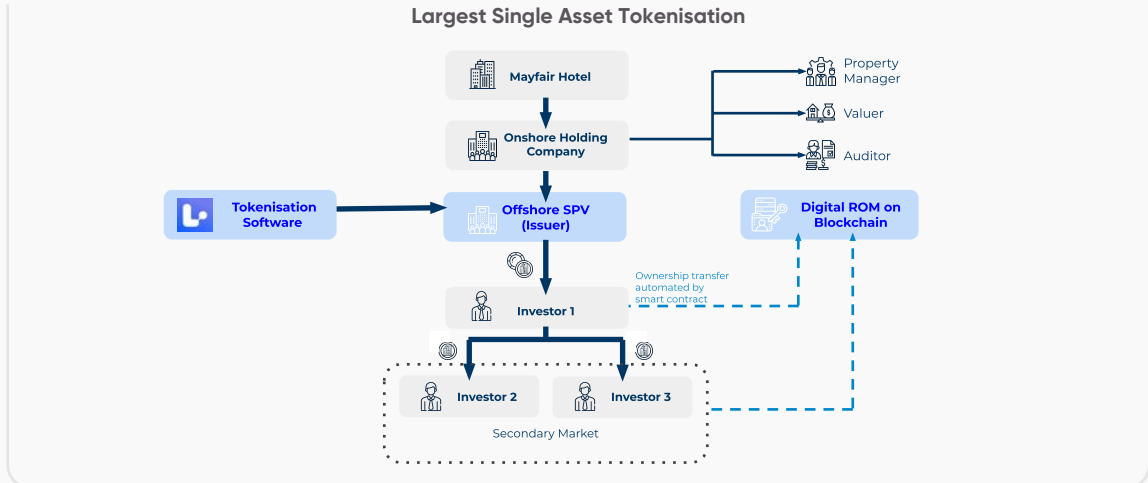 Largest Single Asset Tokenisation
Mayfair Hotel
Property
Manager
Valuer
Onshore Holding
Company
Auditor
Tokenisation
Software
Offshore SPV
(Issuer)
Digital ROM on
Blockchain
Ownership transfer
automated by
smart contract
Investor 1
Investor 2
Investor 3
Secondary Market